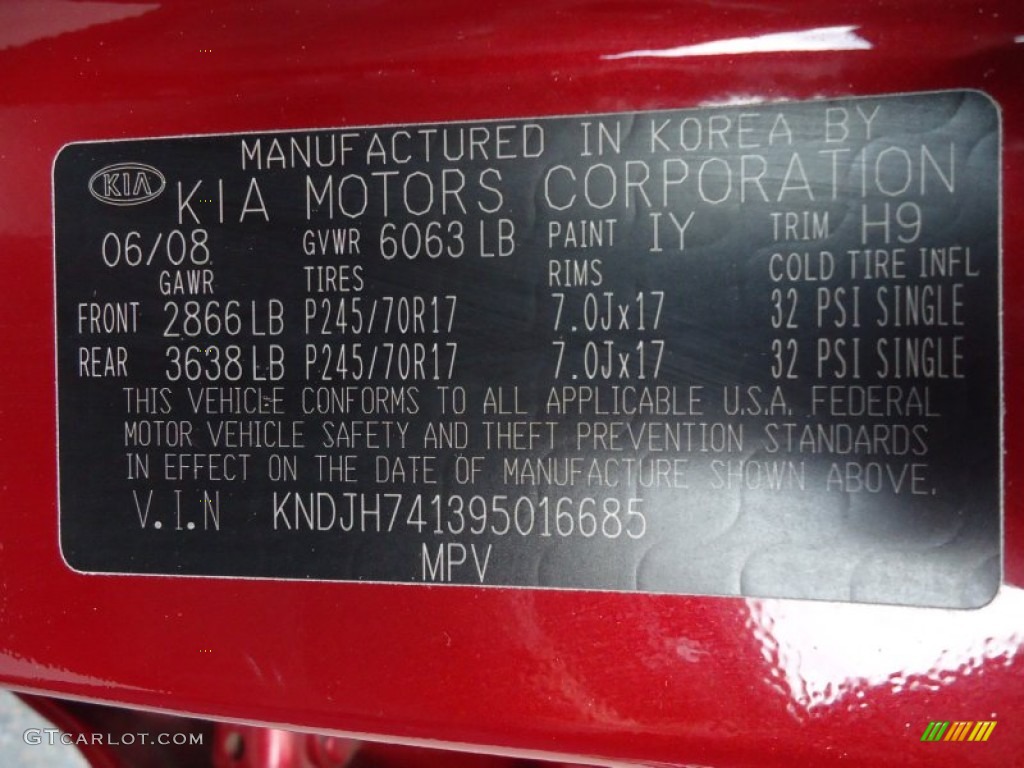 MANUFACTURED IN KOREA BY
KIA KIA MOTORS CORPORATION
06/08 GVWR 6063 LB PAINT IY TRIM H9
GAWR TIRES RIMS COLD TIRE INFL
FRONT 2866 LB P245/70R17 7.0Jx17 32 PSI SINGLE
REAR 3638 LB P245/70R17 7.0Jx17 32 PSI SINGLE
THIS VEHICLE CONFORMS TO ALL APPLICABLE U.S.A. FEDERAL
MOTOR VEHICLE SAFETY AND THEFT PREVENTION STANDARDS
IN EFFECT ON THE DATE OF MANUFACTURE SHOWN ABOVE.
V.I.N KNDJH741395016685
MPV
GTCARLOT.COM